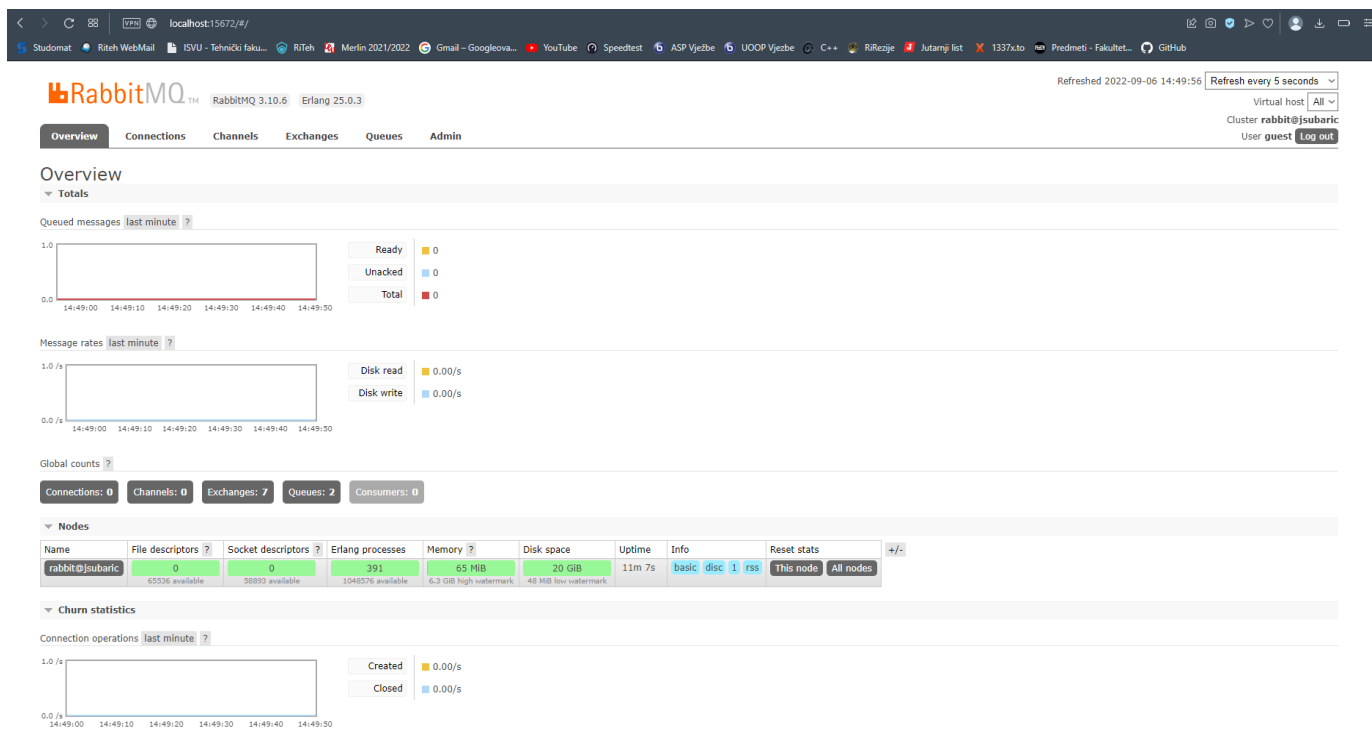 VPN localhost:15672/#/
Studomat Riteh WebMail ISVU - Tehnički faku... RiTeh Merlin 2021/2022 Gmail – Googleova... YouTube Speedtest ASP Vježbe UOOP Vjezbe C++ RiRezije Jutarnji list 1337x.to Predmeti - Fakultet... GitHub
RabbitMQ TM RabbitMQ 3.10.6 Erlang 25.0.3
Refreshed 2022-09-06 14:49:56 Refresh every 5 seconds
Virtual host All
Cluster rabbit@jsubaric
User guest Log out
Overview Connections Channels Exchanges Queues Admin
Overview
Totals
Queued messages last minute ?
1.0
0.0
14:49:00 14:49:10 14:49:20 14:49:30 14:49:40 14:49:50
Ready 0
Unacked 0
Total 0
Message rates last minute ?
1.0 /s
0.0 /s
14:49:00 14:49:10 14:49:20 14:49:30 14:49:40 14:49:50
Disk read 0.00/s
Disk write 0.00/s
Global counts ?
Connections: 0 Channels: 0 Exchanges: 7 Queues: 2 Consumers: 0
Nodes
Name File descriptors ? Socket descriptors ? Erlang processes Memory ? Disk space Uptime Info Reset stats +/-
rabbit@jsubaric 0 0 391 65 MiB 20 GiB 11m 7s basic disc 1 rss This node All nodes
65536 available 58893 available 1048576 available 6.3 GiB high watermark 48 MiB low watermark
Churn statistics
Connection operations last minute ?
1.0 /s
0.0 /s
14:49:00 14:49:10 14:49:20 14:49:30 14:49:40 14:49:50
Created 0.00/s
Closed 0.00/s